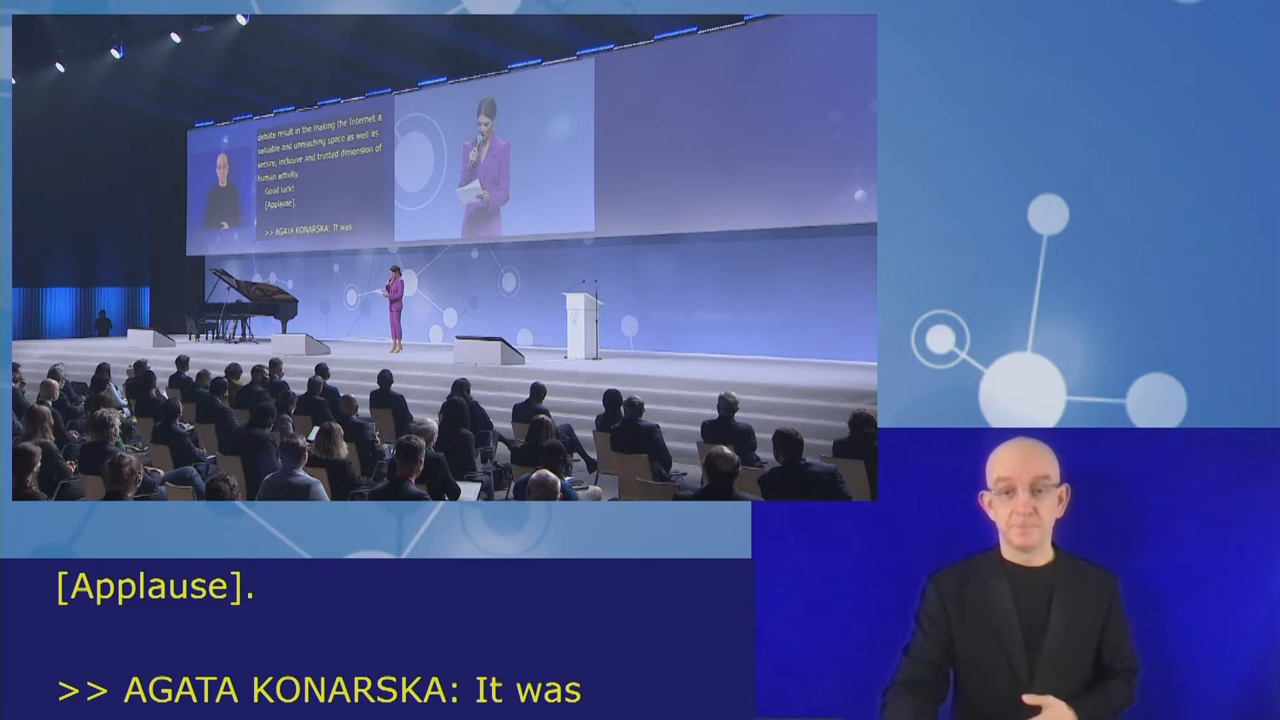 debate result in the making the Internet a
valuable and unreaching space as well as
secure, inclusive and trusted dimension of
human activity.
Good luck!
[Applause].
>> AGATA KONARSKA: It was
[Applause].
>> AGATA KONARSKA: It was